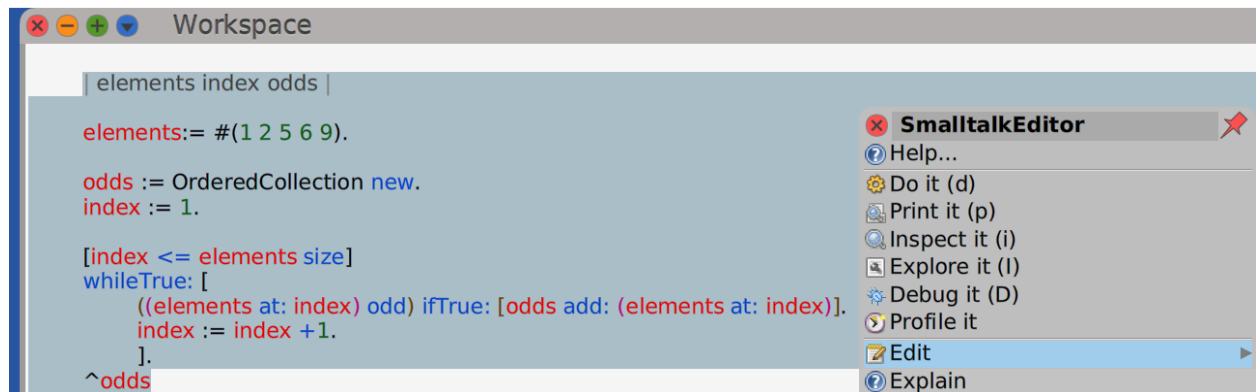 Workspace
| elements index odds |
elements:= #(1 2 5 6 9).
odds := OrderedCollection new.
index := 1.
[index <= elements size]
whileTrue: [
((elements at: index) odd) ifTrue: [odds add: (elements at: index)].
index := index +1.
].
^odds
SmalltalkEditor
Help...
Do it (d)
Print it (p)
Inspect it (i)
Explore it (I)
Debug it (D)
Profile it
Edit
Explain